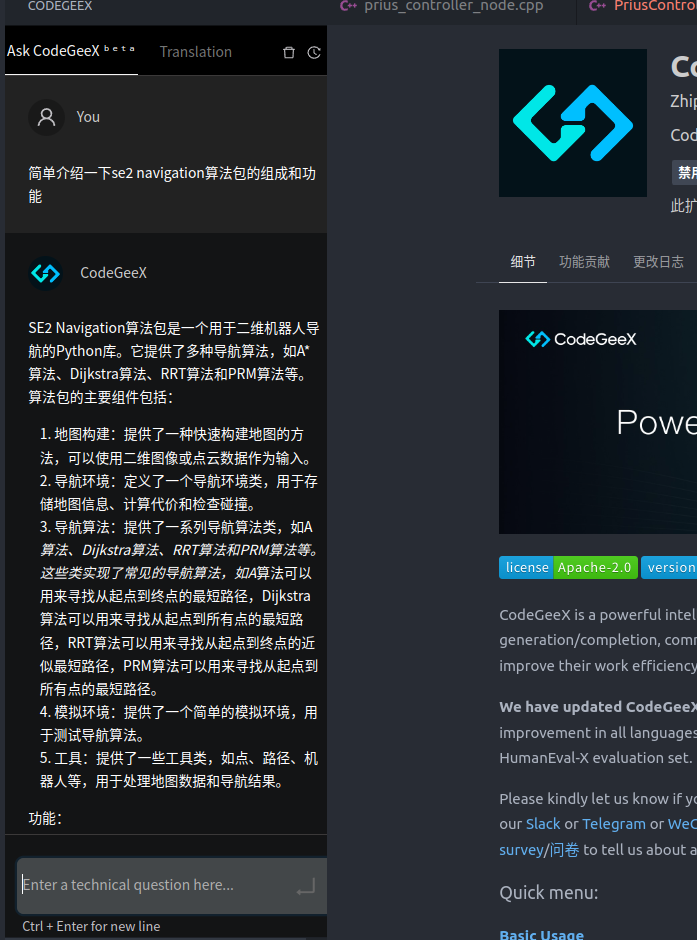 CODEGEEX
Ask CodeGeeX beta
Translation
You
简单介绍一下se2 navigation算法包的组成和功
能
CodeGeeX
SE2 Navigation算法包是一个用于二维机器人导
航的Python库。它提供了多种导航算法，如A*
算法、Dijkstra算法、RRT算法和PRM算法等。
算法包的主要组件包括：
1. 地图构建：提供了一种快速构建地图的方
法，可以使用二维图像或点云数据作为输入。
2. 导航环境：定义了一个导航环境类，用于存
储地图信息、计算代价和检查碰撞。
3. 导航算法：提供了一系列导航算法类，如A
算法、Dijkstra算法、RRT算法和PRM算法等。
这些类实现了常见的导航算法，如A算法可以
用来寻找从起点到终点的最短路径，Dijkstra
算法可以用来寻找从起点到所有点的最短路
径，RRT算法可以用来寻找从起点到终点的近
似最短路径，PRM算法可以用来寻找从起点到
所有点的最短路径。
4. 模拟环境：提供了一个简单的模拟环境，用
于测试导航算法。
5. 工具：提供了一些工具类，如点、路径、机
器人等，用于处理地图数据和导航结果。
功能：
Enter a technical question here...
Ctrl + Enter for new line
C++ prius_controller_node.cpp
C++ PriusContro
Co
Zhip
Cod
禁用
此扩
细节
功能贡献
更改日志
CodeGeeX
Powe
license Apache-2.0 version
CodeGeeX is a powerful intel
generation/completion, comm
improve their work efficiency
We have updated CodeGeeX
improvement in all languages
HumanEval-X evaluation set.
Please kindly let us know if yo
our Slack or Telegram or WeC
survey/问卷 to tell us about a
Quick menu:
Basic Usage